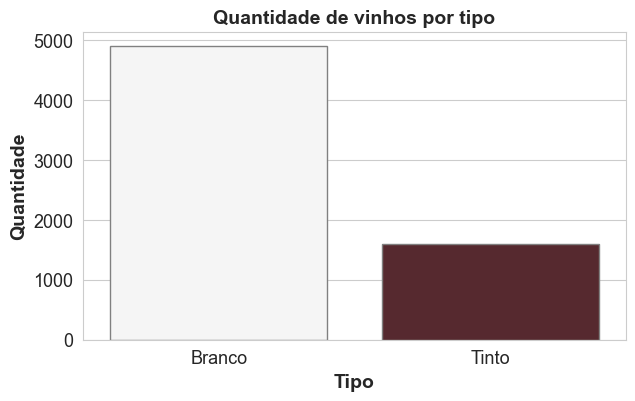 Quantidade de vinhos por tipo
Quantidade
5000
4000
3000
2000
1000
0
Branco
Tinto
Tipo